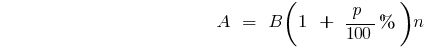 A = B(1 + p/100 %)n